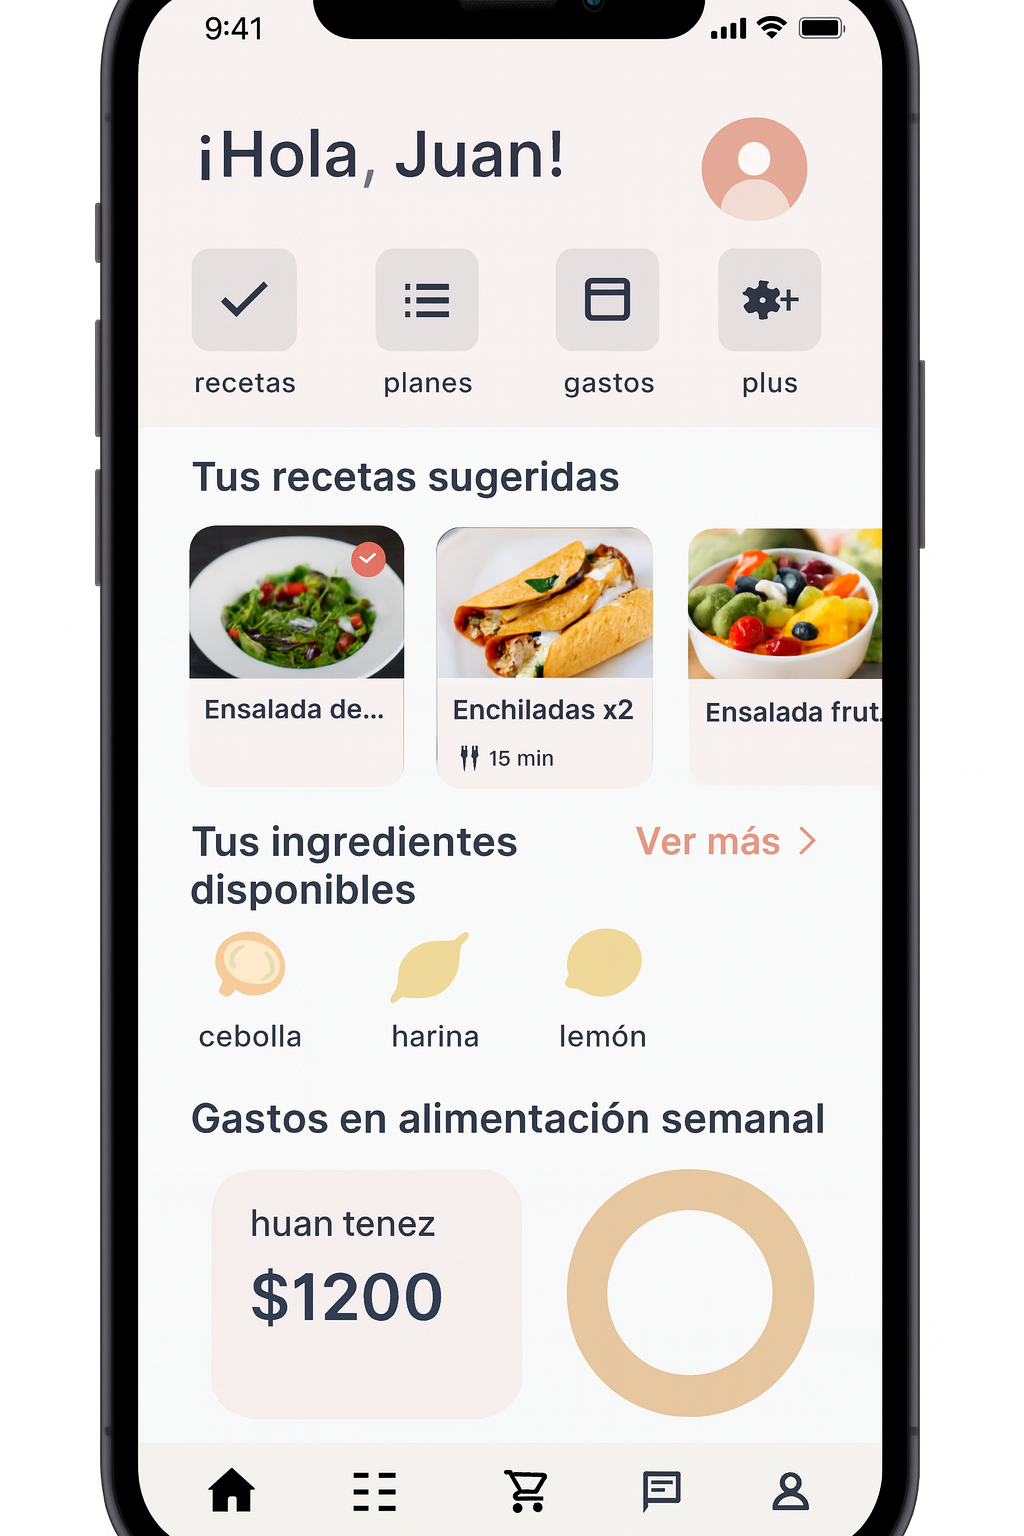 9:41
¡Hola, Juan!
recetas planes gastos plus
Tus recetas sugeridas
Ensalada de... Enchiladas x2 Ensalada frut.
15 min
Tus ingredientes Ver más
disponibles
cebolla harina lemón
Gastos en alimentación semanal
huan tenez
$1200